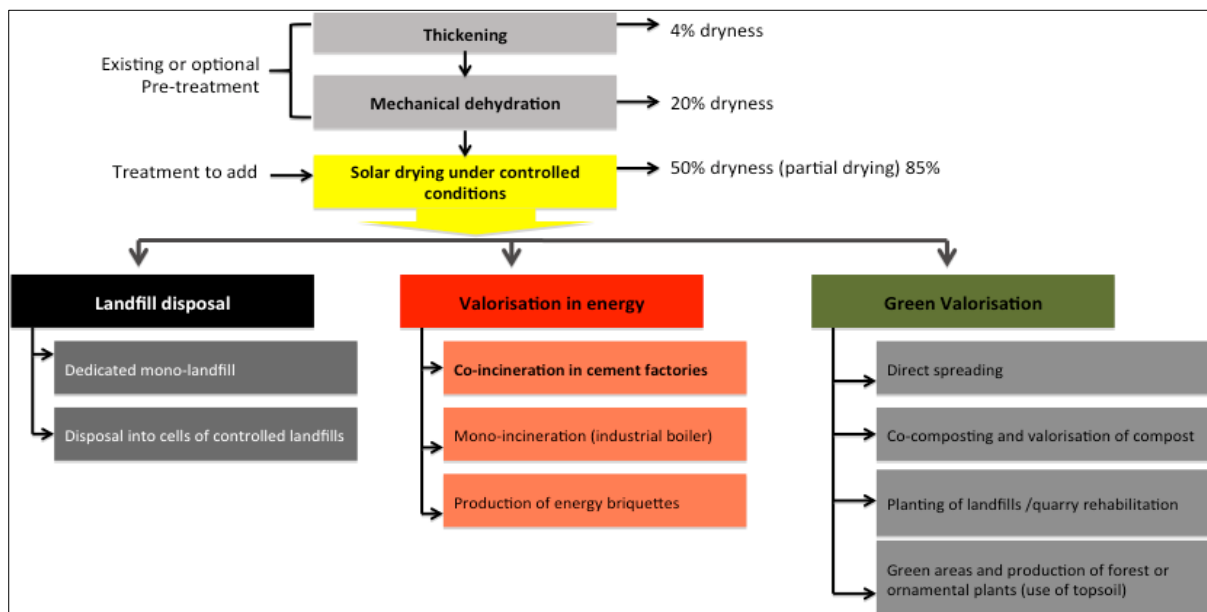 Thickening
4% dryness
Existing or optional
Pre-treatment
Mechanical dehydration
20% dryness
Treatment to add
Solar drying under controlled
conditions
50% dryness (partial drying) 85%
Landfill disposal
Dedicated mono-landfill
Disposal into cells of controlled landfills
Valorisation in energy
Co-incineration in cement factories
Mono-incineration (industrial boiler)
Production of energy briquettes
Green Valorisation
Direct spreading
Co-composting and valorisation of compost
Planting of landfills /quarry rehabilitation
Green areas and production of forest or
ornamental plants (use of topsoil)